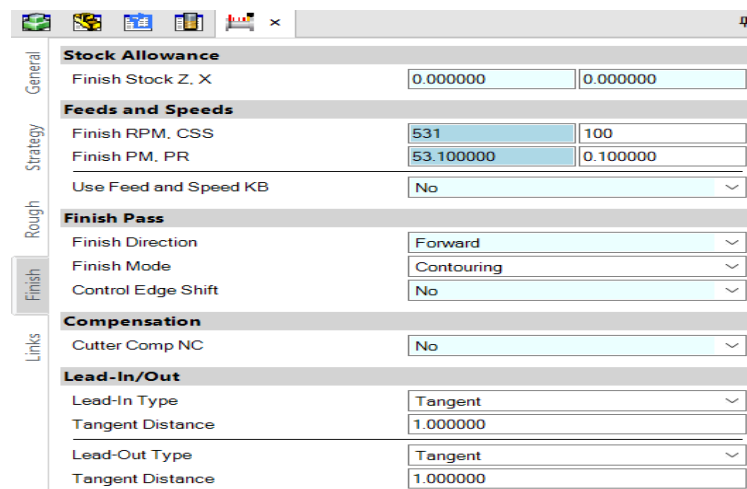 General
Strategy
Rough
Finish
Links
Stock Allowance
Finish Stock Z, X 0.000000 0.000000
Feeds and Speeds
Finish RPM, CSS 531 100
Finish PM, PR 53.100000 0.100000
Use Feed and Speed KB No
Finish Pass
Finish Direction Forward
Finish Mode Contouring
Control Edge Shift No
Compensation
Cutter Comp NC No
Lead-In/Out
Lead-In Type Tangent
Tangent Distance 1.000000
Lead-Out Type Tangent
Tangent Distance 1.000000